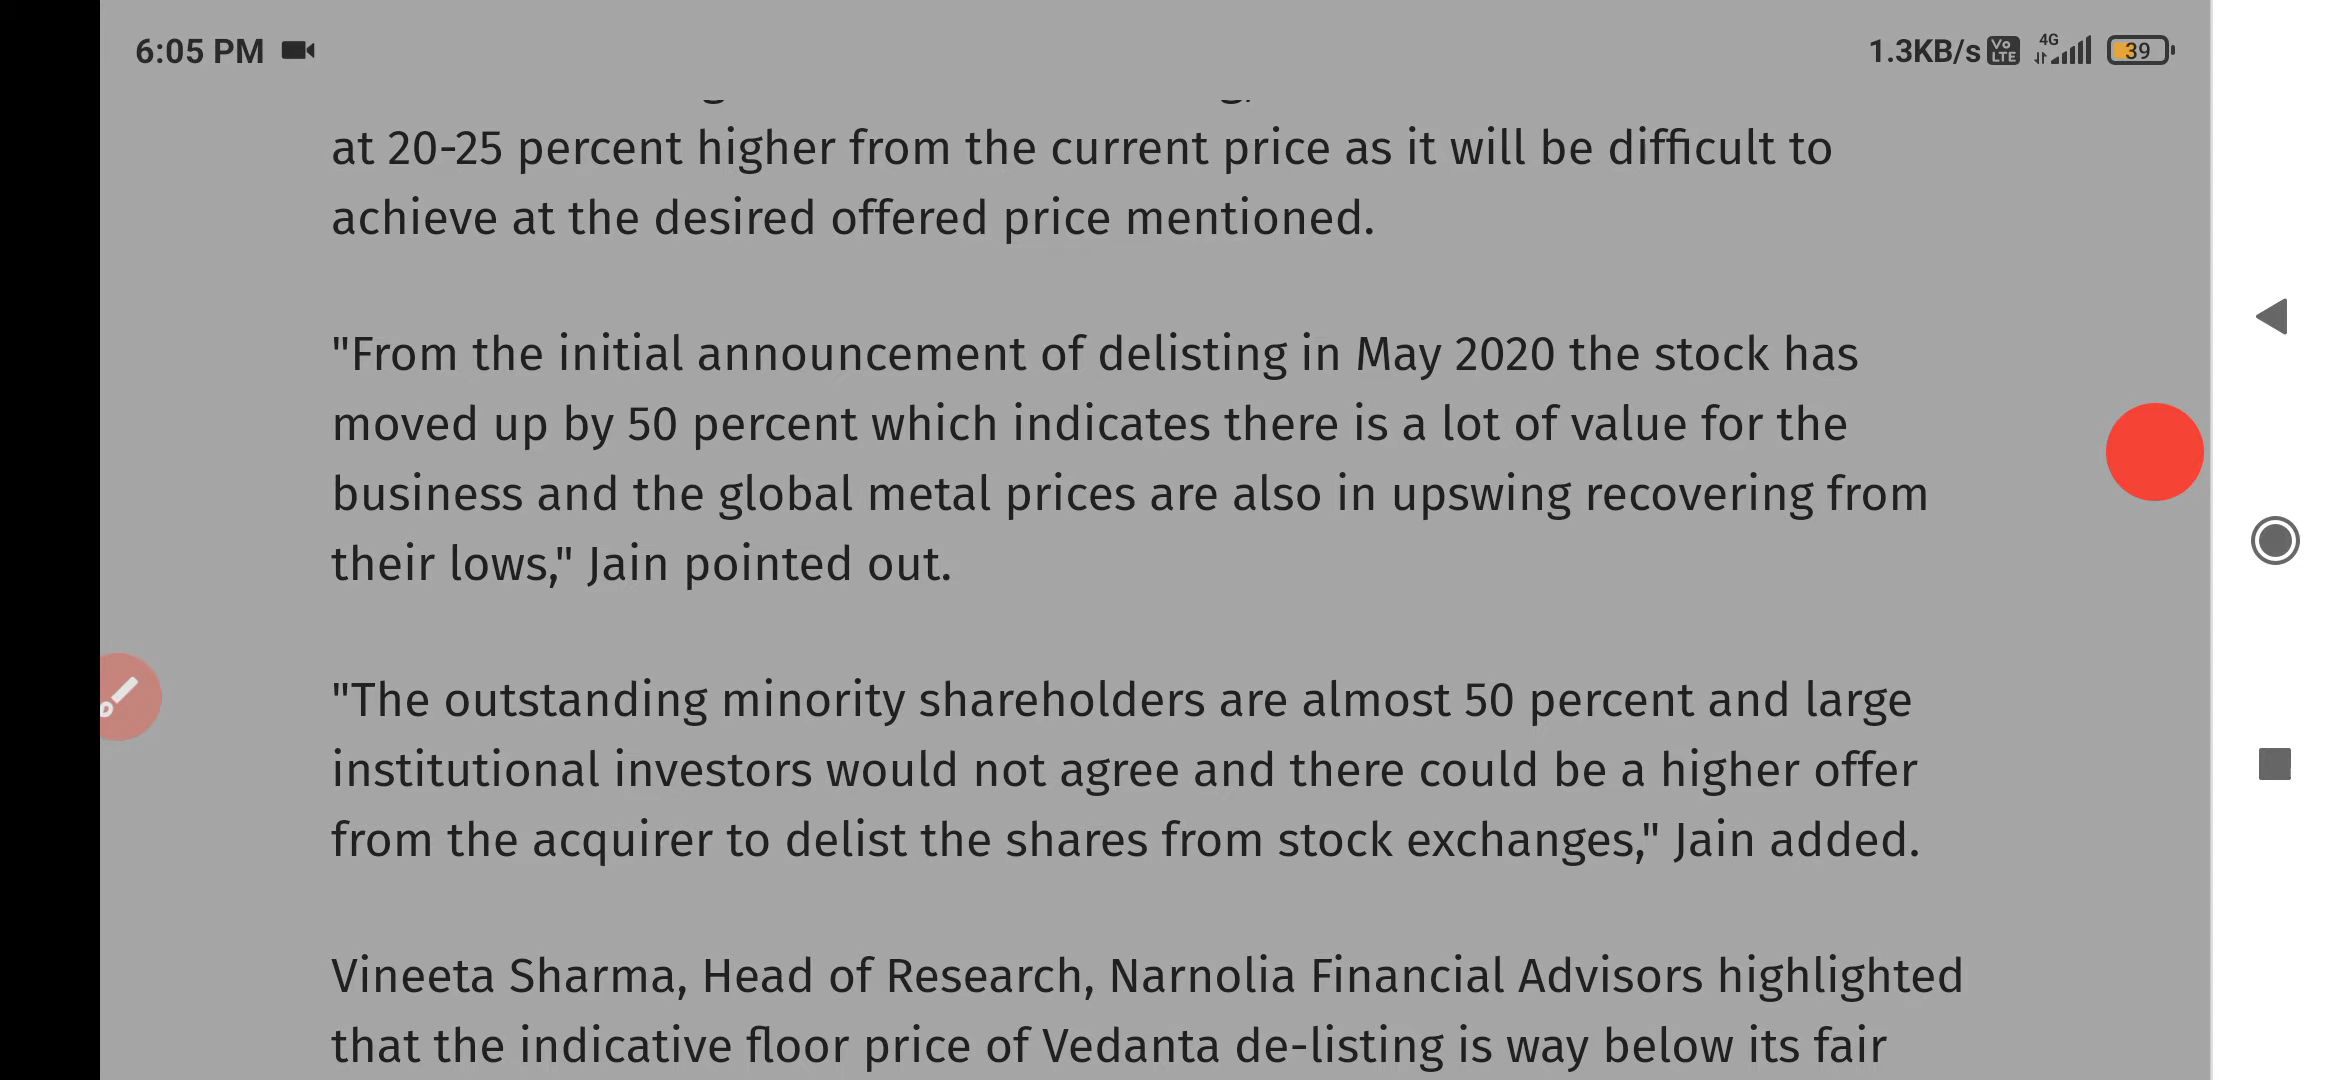 6:05 PM 1.3KB/s Vo LTE 4G 39
at 20-25 percent higher from the current price as it will be difficult to
achieve at the desired offered price mentioned.
"From the initial announcement of delisting in May 2020 the stock has
moved up by 50 percent which indicates there is a lot of value for the
business and the global metal prices are also in upswing recovering from
their lows," Jain pointed out.
"The outstanding minority shareholders are almost 50 percent and large
institutional investors would not agree and there could be a higher offer
from the acquirer to delist the shares from stock exchanges," Jain added.
Vineeta Sharma, Head of Research, Narnolia Financial Advisors highlighted
that the indicative floor price of Vedanta de-listing is way below its fair